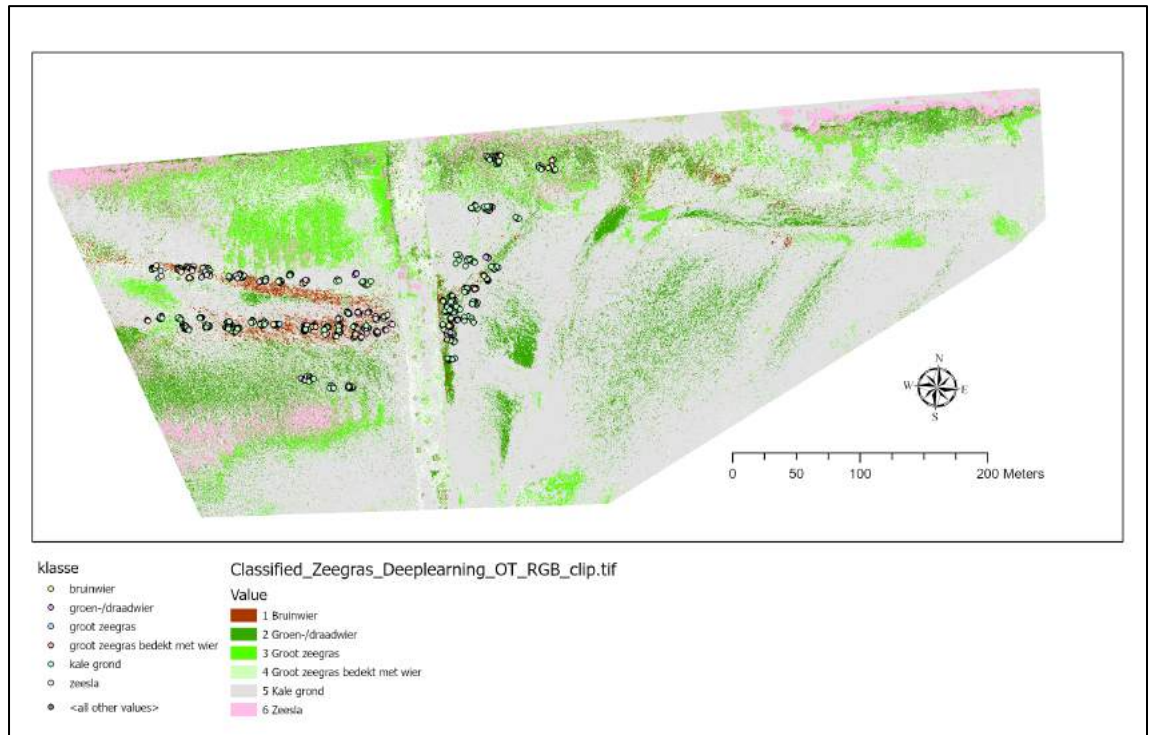 N
W E
S
0 50 100 200 Meters
klasse
bruinwier
groen-/draadwier
groot zeegras
groot zeegras bedekt met wier
kale grond
zeesla
<all other values>
Classified_Zeegras_Deeplearning_OT_RGB_clip.tif
Value
1 Bruinwier
2 Groen-/draadwier
3 Groot zeegras
4 Groot zeegras bedekt met wier
5 Kale grond
6 Zeesla